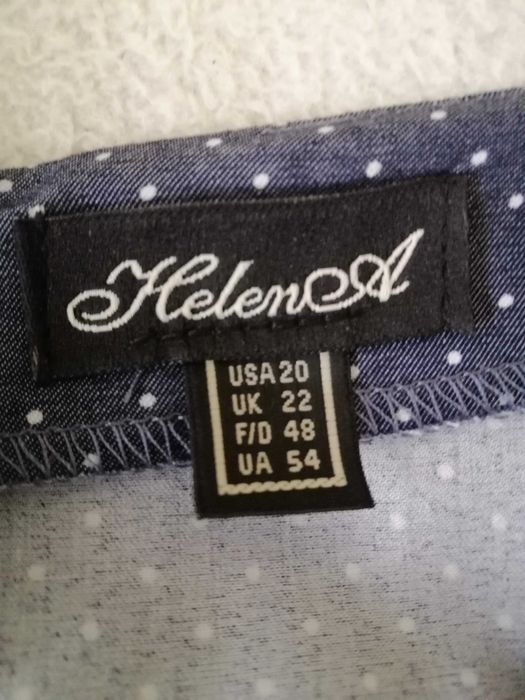 HelenA
USA 20
UK 22
F/D 48
UA 54